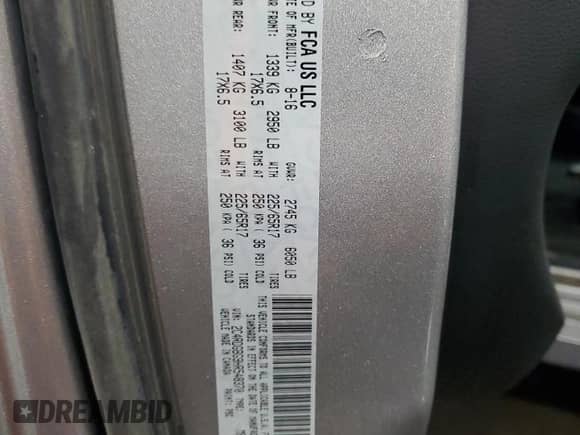 D BY FCA US LLC
DATE OF MFR(BUILT): 8-16 GVWR: 2745 KG 6050 LB
FRONT: 1339 KG 2950 LB WITH 225/65R17 TIRES
17X6.5 RIMS AT 250 KPA( 36 PSI) COLD
REAR: 1407 KG 3100 LB WITH 225/65R17 TIRES
17X6.5 RIMS AT 250 KPA( 36 PSI) COLD
THIS VEHICLE CONFORMS TO ALL APPLICABLE U.S.A.
STANDARDS IN EFFECT ON THE DATE OF
VIN:
VEHICLE MADE IN CANADA PAINT:
DREAMBID